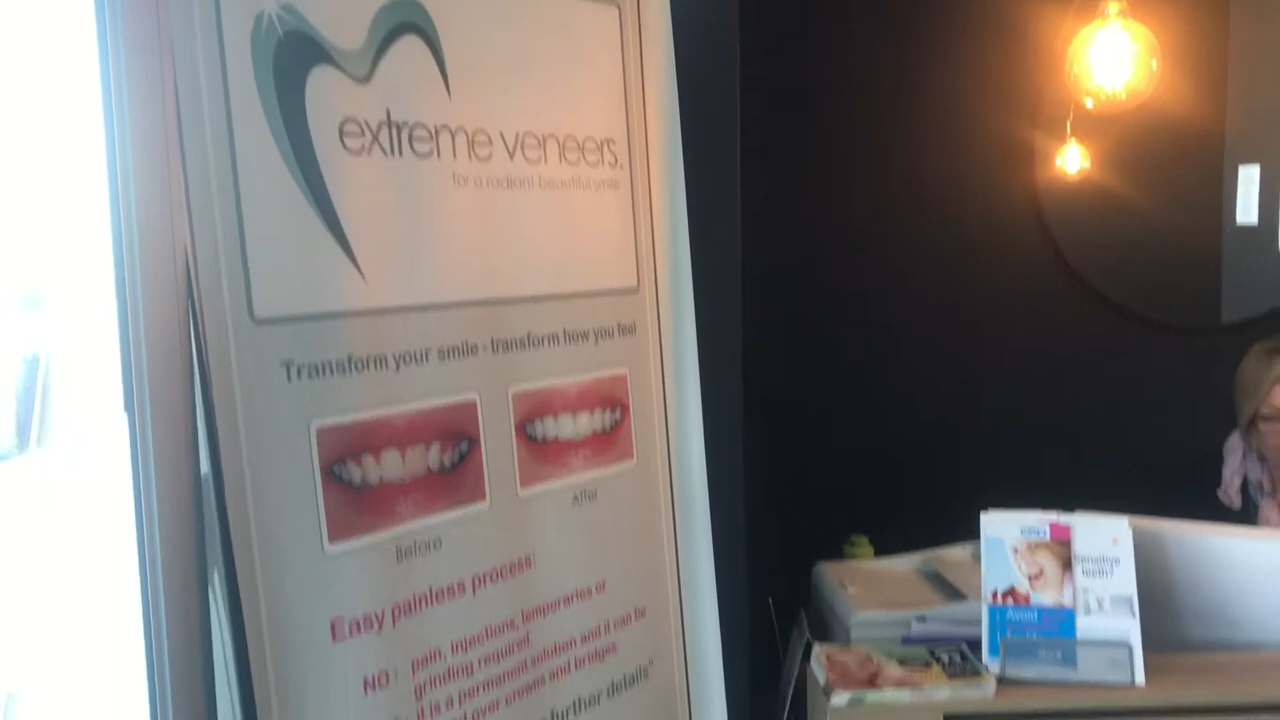 extreme veneers.
for a radiant beautiful smile
Transform your smile - transform how you feel
Before
After
Easy painless process:
NO: pain, injections, temporaries or
grinding required
it is a permanent solution and it can be
over crowns and bridges
further details"
Sensitive
teeth?
Avoid